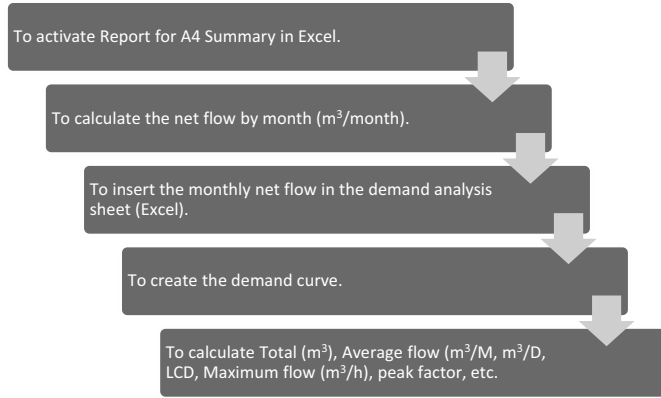 To activate Report for A4 Summary in Excel.
To calculate the net flow by month (m³/month).
To insert the monthly net flow in the demand analysis
sheet (Excel).
To create the demand curve.
To calculate Total (m³), Average flow (m³/M, m³/D,
LCD, Maximum flow (m³/h), peak factor, etc.